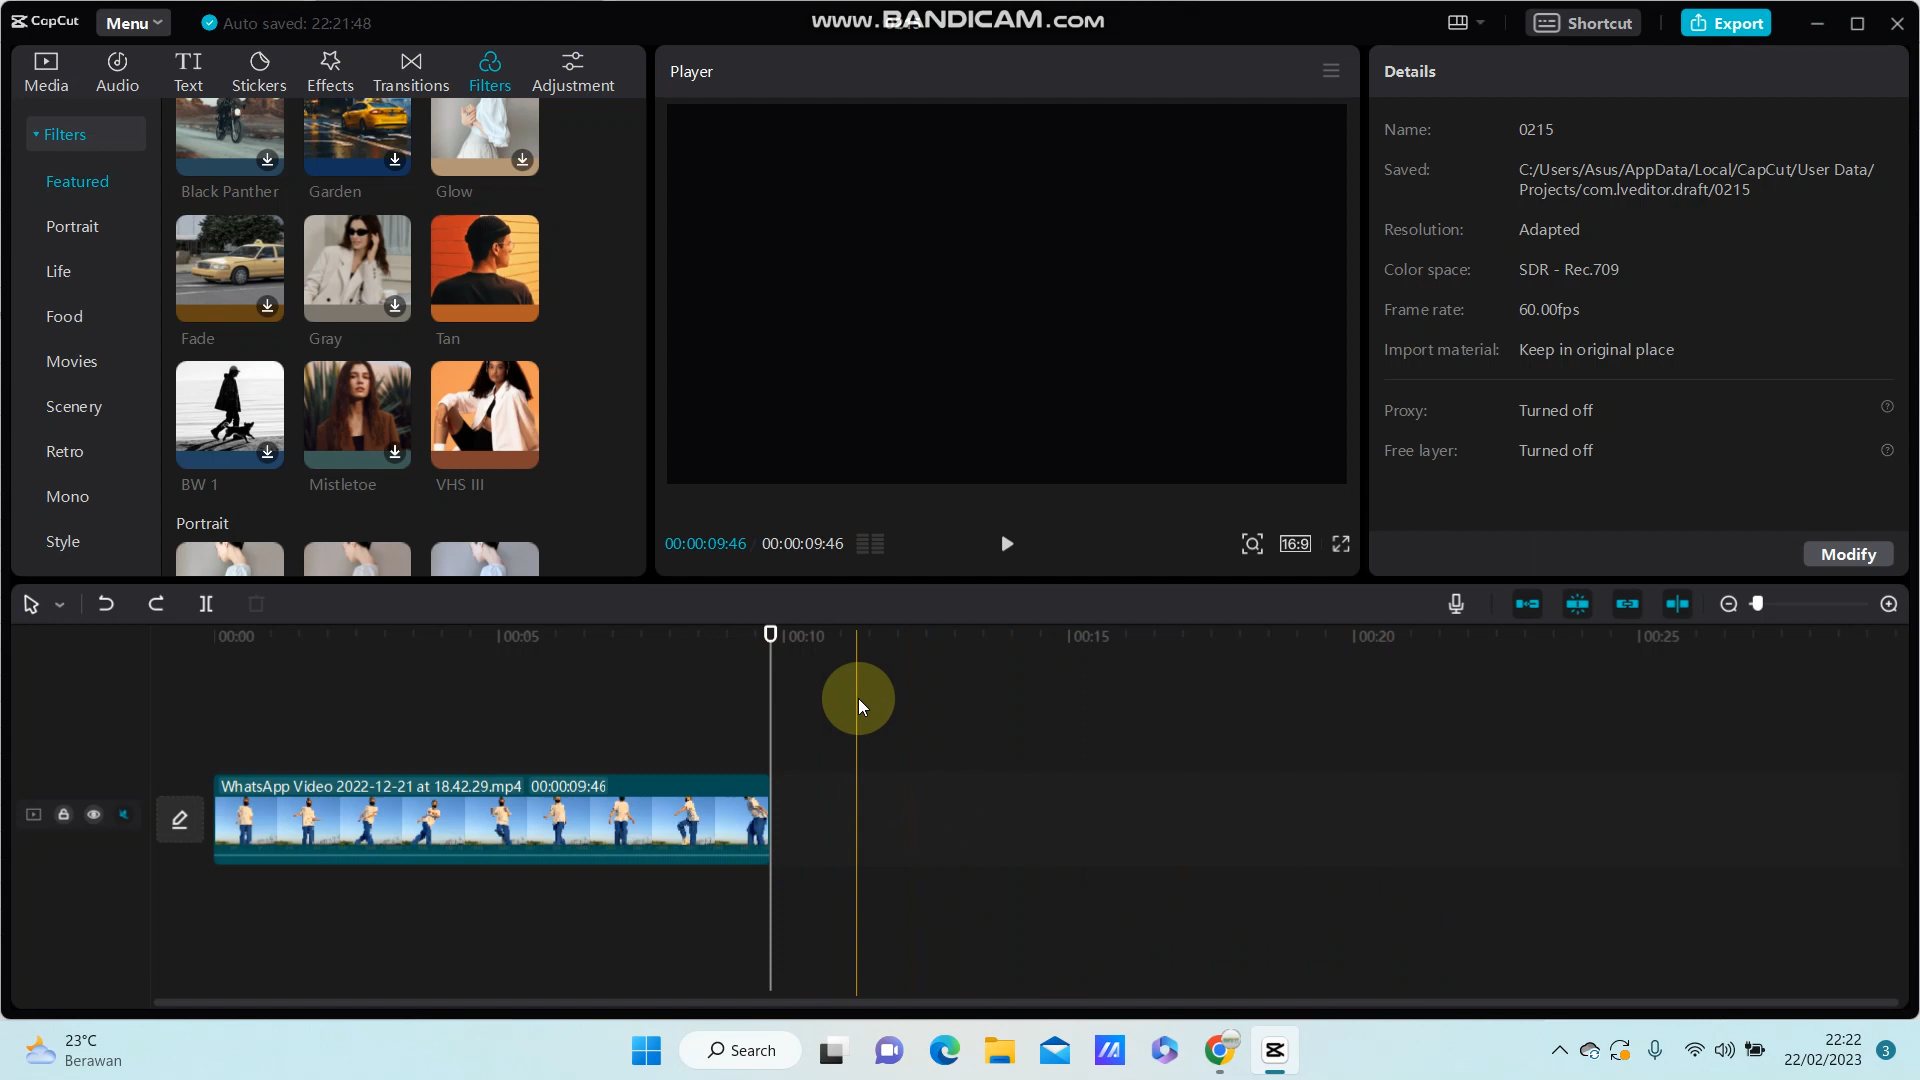 CapCut
Menu
Auto saved: 22:21:48
www.BANDICAM.com
Shortcut
Export
Media
Audio
Text
Stickers
Effects
Transitions
Filters
Adjustment
Filters
Featured
Portrait
Life
Food
Movies
Scenery
Retro
Mono
Style
Black Panther
Garden
Glow
Fade
Gray
Tan
BW 1
Mistletoe
VHS III
Portrait
Player
00:00:09:46
00:00:09:46
16:9
Details
Name: 0215
Saved: C:/Users/Asus/AppData/Local/CapCut/User Data/
Projects/com.lveditor.draft/0215
Resolution: Adapted
Color space: SDR - Rec.709
Frame rate: 60.00fps
Import material: Keep in original place
Proxy: Turned off
Free layer: Turned off
Modify
00:00
00:05
00:10
00:15
00:20
00:25
WhatsApp Video 2022-12-21 at 18.42.29.mp4 00:00:09:46
23°C
Berawan
Search
22:22
22/02/2023
3